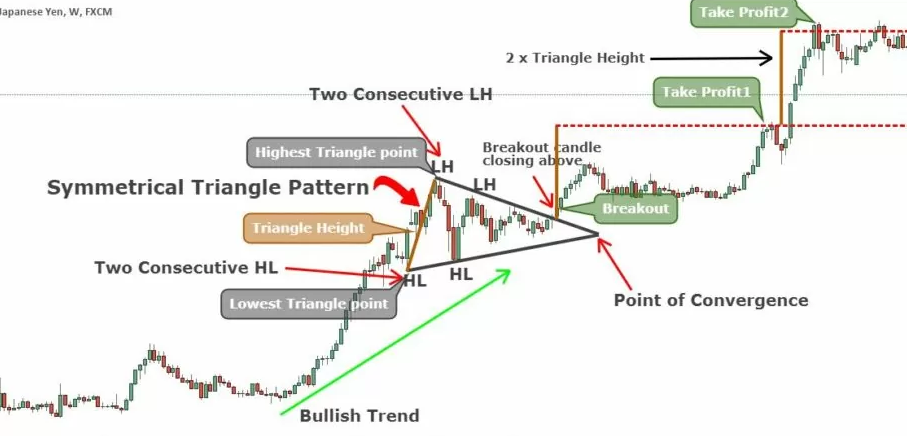 Japanese Yen, W, FXCM
Take Profit2
2 x Triangle Height
Take Profit1
Two Consecutive LH
Breakout candle
closing above
Highest Triangle point
LH
LH
Symmetrical Triangle Pattern
Breakout
Triangle Height
Two Consecutive HL
HL
HL
Lowest Triangle point
Point of Convergence
Bullish Trend